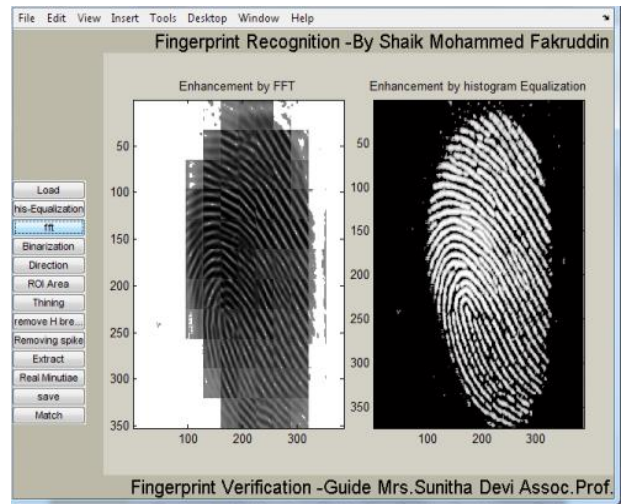 File Edit View Insert Tools Desktop Window Help
Fingerprint Recognition -By Shaik Mohammed Fakruddin
Enhancement by FFT
Enhancement by histogram Equalization
50
100
150
200
250
300
350
100 200 300
50
100
150
200
250
300
350
100 200 300
Load
his-Equalization
fft
Binarization
Direction
ROI Area
Thining
remove H bre...
Removing spike
Extract
Real Minutiae
save
Match
Fingerprint Verification -Guide Mrs.Sunitha Devi Assoc.Prof.